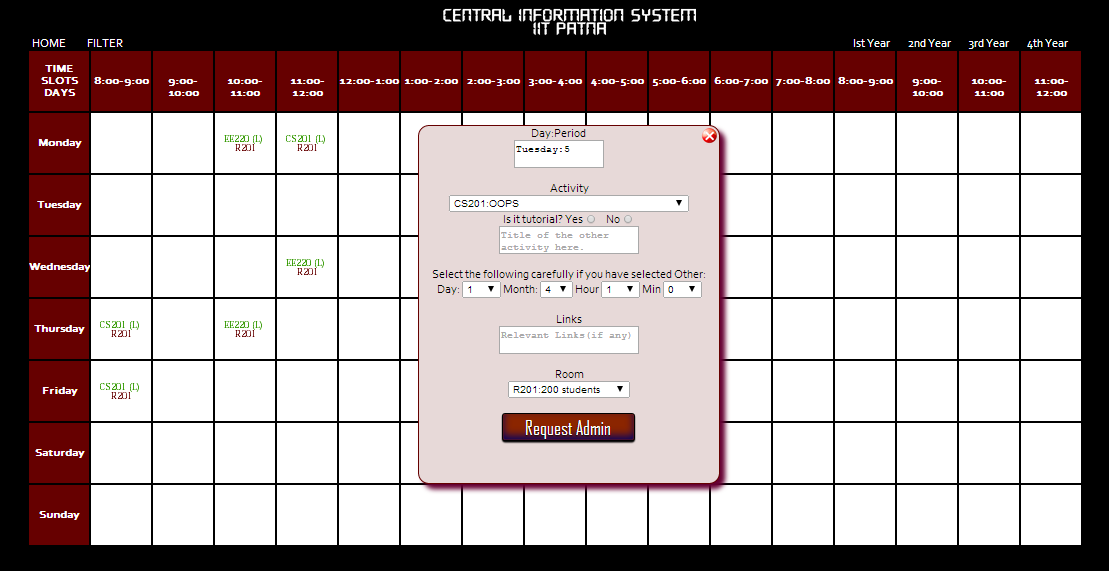 CENTRAL INFORMATION SYSTEM
IIT PATNA
HOME FILTER Ist Year 2nd Year 3rd Year 4th Year
TIME
SLOTS
DAYS
8:00-9:00 9:00-10:00 10:00-11:00 11:00-12:00 12:00-1:00 1:00-2:00 2:00-3:00 3:00-4:00 4:00-5:00 5:00-6:00 6:00-7:00 7:00-8:00 8:00-9:00 9:00-10:00 10:00-11:00 11:00-12:00
Monday
EE220 (L) CS201 (L)
R201 R201
Tuesday
Wednesday
EE220 (L)
R201
Thursday
CS201 (L) EE220 (L)
R201 R201
Friday
CS201 (L)
R201
Saturday
Sunday
Day:Period
Tuesday:5
Activity
CS201:OOPS
Is it tutorial? Yes No
Title of the other
activity here.
Select the following carefully if you have selected Other:
Day: 1 Month: 4 Hour 1 Min 0
Links
Relevant Links(if any)
Room
R201:200 students
Request Admin